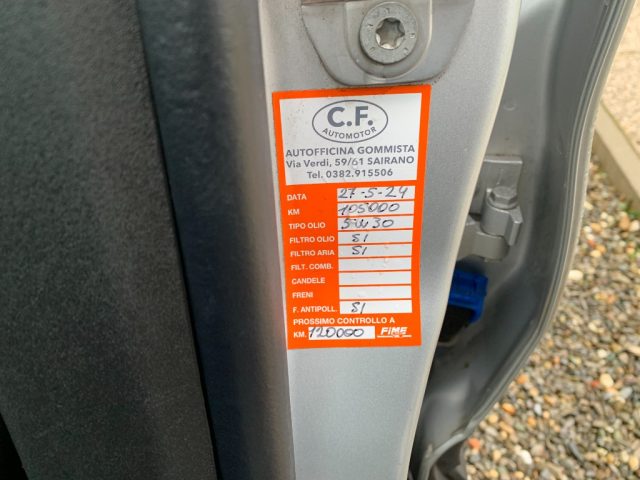 C.F.
AUTOMOTOR
AUTOFFICINA GOMMISTA
Via Verdi, 59/61 SAIRANO
Tel. 0382.915506
DATA 27-5-24
KM 105000
TIPO OLIO 5W30
FILTRO OLIO SI
FILTRO ARIA SI
FILT. COMB.
CANDELE
FRENI
F. ANTIPOLL. SI
PROSSIMO CONTROLLO A
KM. 120000 FIME